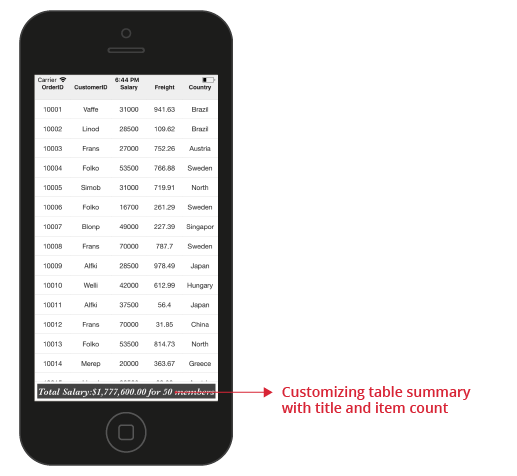 Carrier 6:44 PM
OrderID CustomerID Salary Freight Country
10001 Vaffe 31000 941.63 Brazil
10002 Linod 28500 109.62 Brazil
10003 Frans 27000 752.26 Austria
10004 Folko 53500 766.88 Sweden
10005 Simob 31000 719.91 North
10006 Folko 16700 261.29 Sweden
10007 Blonp 49000 227.39 Singapor
10008 Frans 70000 787.7 Sweden
10009 Alfki 28500 978.49 Japan
10010 Welli 42000 612.99 Hungary
10011 Alfki 37500 56.4 Japan
10012 Frans 70000 31.85 China
10013 Folko 53500 814.73 North
10014 Merep 20000 363.67 Greece
Total Salary:$1,777,600.00 for 50 members
Customizing table summary
with title and item count